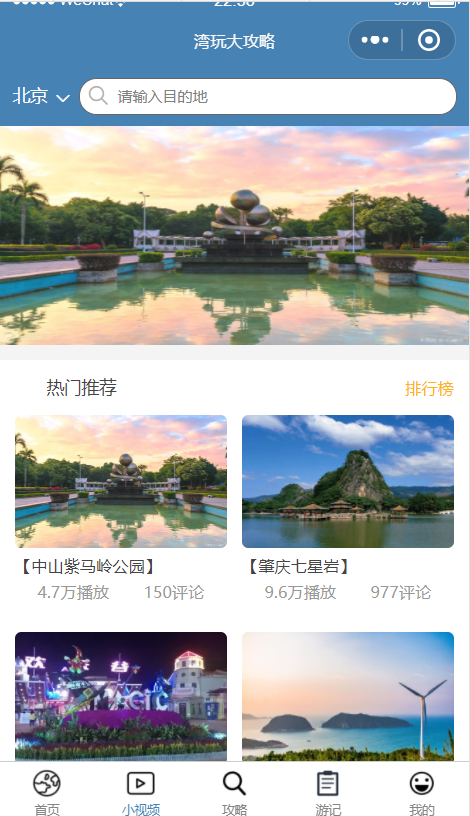 WeChat
22:50
湾玩大攻略
北京
请输入目的地
热门推荐
排行榜
【中山紫马岭公园】
【肇庆七星岩】
4.7万播放 150评论
9.6万播放 977评论
首页
小视频
攻略
游记
我的